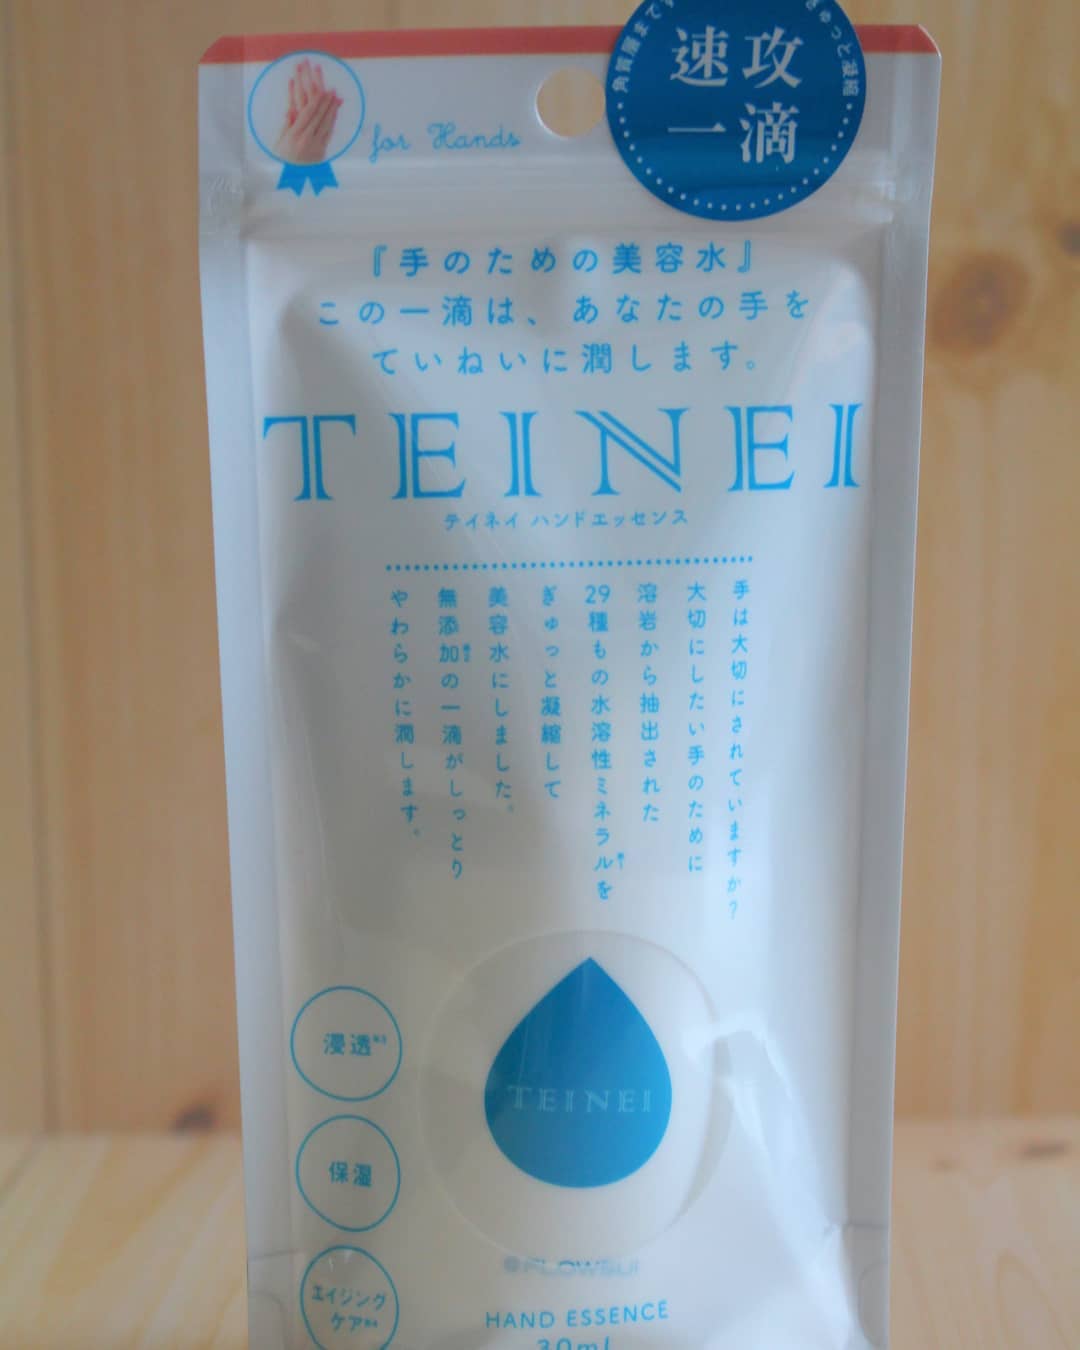 for Hands
速攻
一滴
『手のための美容水』
この一滴は、あなたの手を
ていねいに潤します。
TEINEI
テイネイ ハンドエッセンス
手は大切にされていますか?
大切にしたい手のために
溶岩から抽出された
29種もの水溶性ミネラルを
ぎゅっと凝縮して
美容水にしました。
無添加の一滴がしっとり
やわらかに潤します。
TEINEI
浸透
保湿
エイジング
ケア
FLOWSUI
HAND ESSENCE
30ml